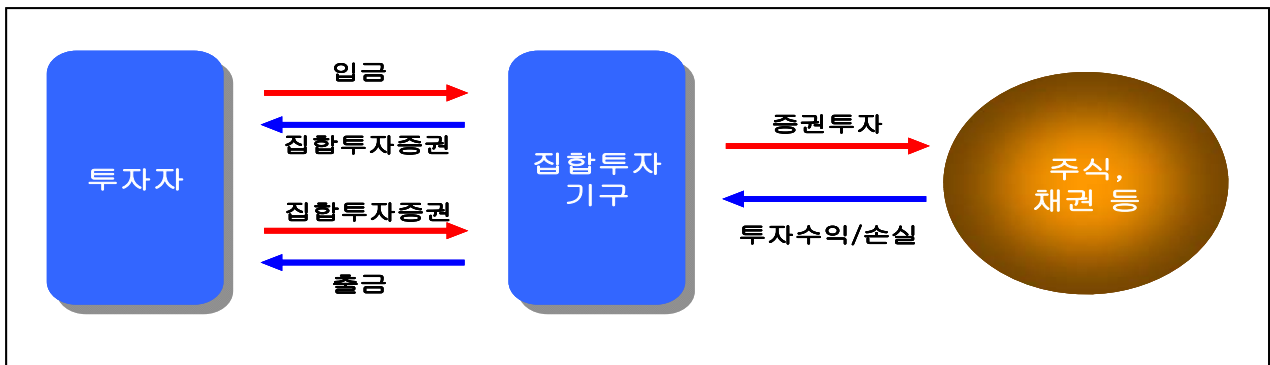 투자자
입금
집합투자증권
집합투자증권
출금
집합투자
기구
증권투자
투자수익/손실
주식,
채권 등